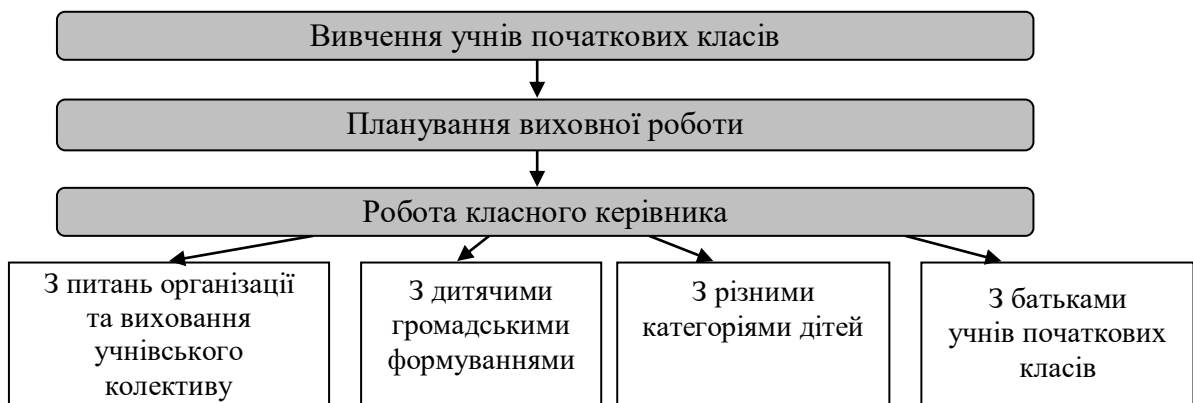 Вивчення учнів початкових класів
Планування виховної роботи
Робота класного керівника
З питань організації
та виховання
учнівського
колективу
З дитячими
громадськими
формуваннями
З різними
категоріями дітей
З батьками
учнів початкових
класів